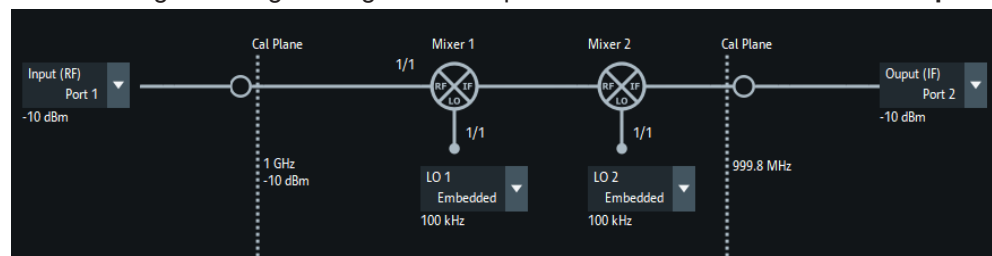 Cal Plane
Mixer 1
Mixer 2
Cal Plane
1/1
Input (RF)
Port 1
-10 dBm
RF
IF
LO
RF
IF
LO
Ouput (IF)
Port 2
-10 dBm
1/1
1/1
1 GHz
-10 dBm
LO 1
Embedded
100 kHz
LO 2
Embedded
100 kHz
999.8 MHz